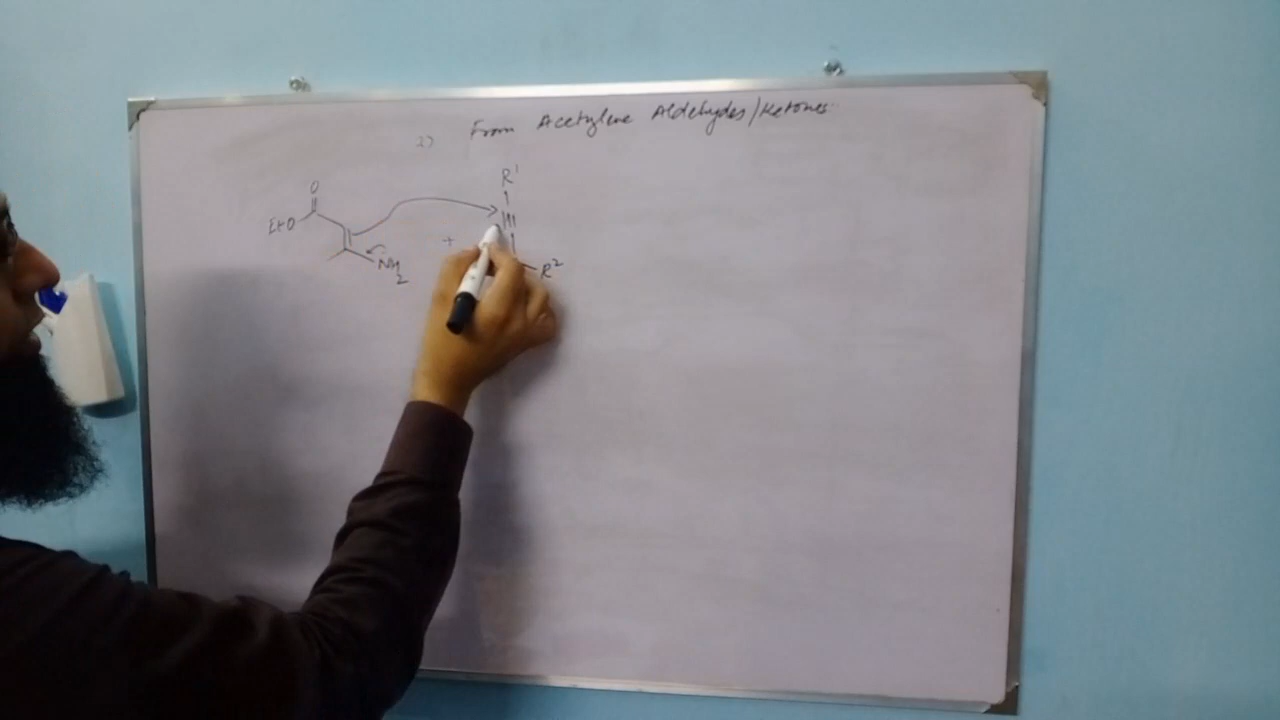 2) From Acetylene Aldehydes/Ketones
R¹
O
EtO
+
NH2
R²